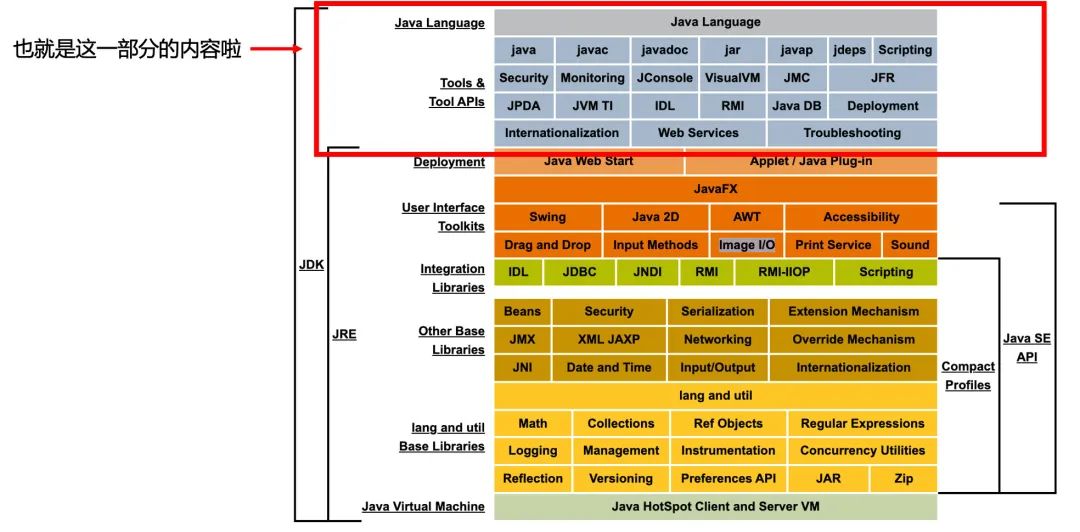 Java Language Java Language
也就是这一部分的内容啦
java javac javadoc jar javap jdeps Scripting
Security Monitoring JConsole VisualVM JMC JFR
Tools &
Tool APIs
JPDA JVM TI IDL RMI Java DB Deployment
Internationalization Web Services Troubleshooting
Deployment Java Web Start Applet / Java Plug-in
JavaFX
User Interface
Toolkits
Swing Java 2D AWT Accessibility
Drag and Drop Input Methods Image I/O Print Service Sound
JDK
Integration
Libraries
IDL JDBC JNDI RMI RMI-IIOP Scripting
Beans Security Serialization Extension Mechanism
JRE
Other Base
Libraries
JMX XML JAXP Networking Override Mechanism
Java SE
API
JNI Date and Time Input/Output Internationalization
Compact
Profiles
lang and util
Math Collections Ref Objects Regular Expressions
lang and util
Base Libraries
Logging Management Instrumentation Concurrency Utilities
Reflection Versioning Preferences API JAR Zip
Java Virtual Machine Java HotSpot Client and Server VM